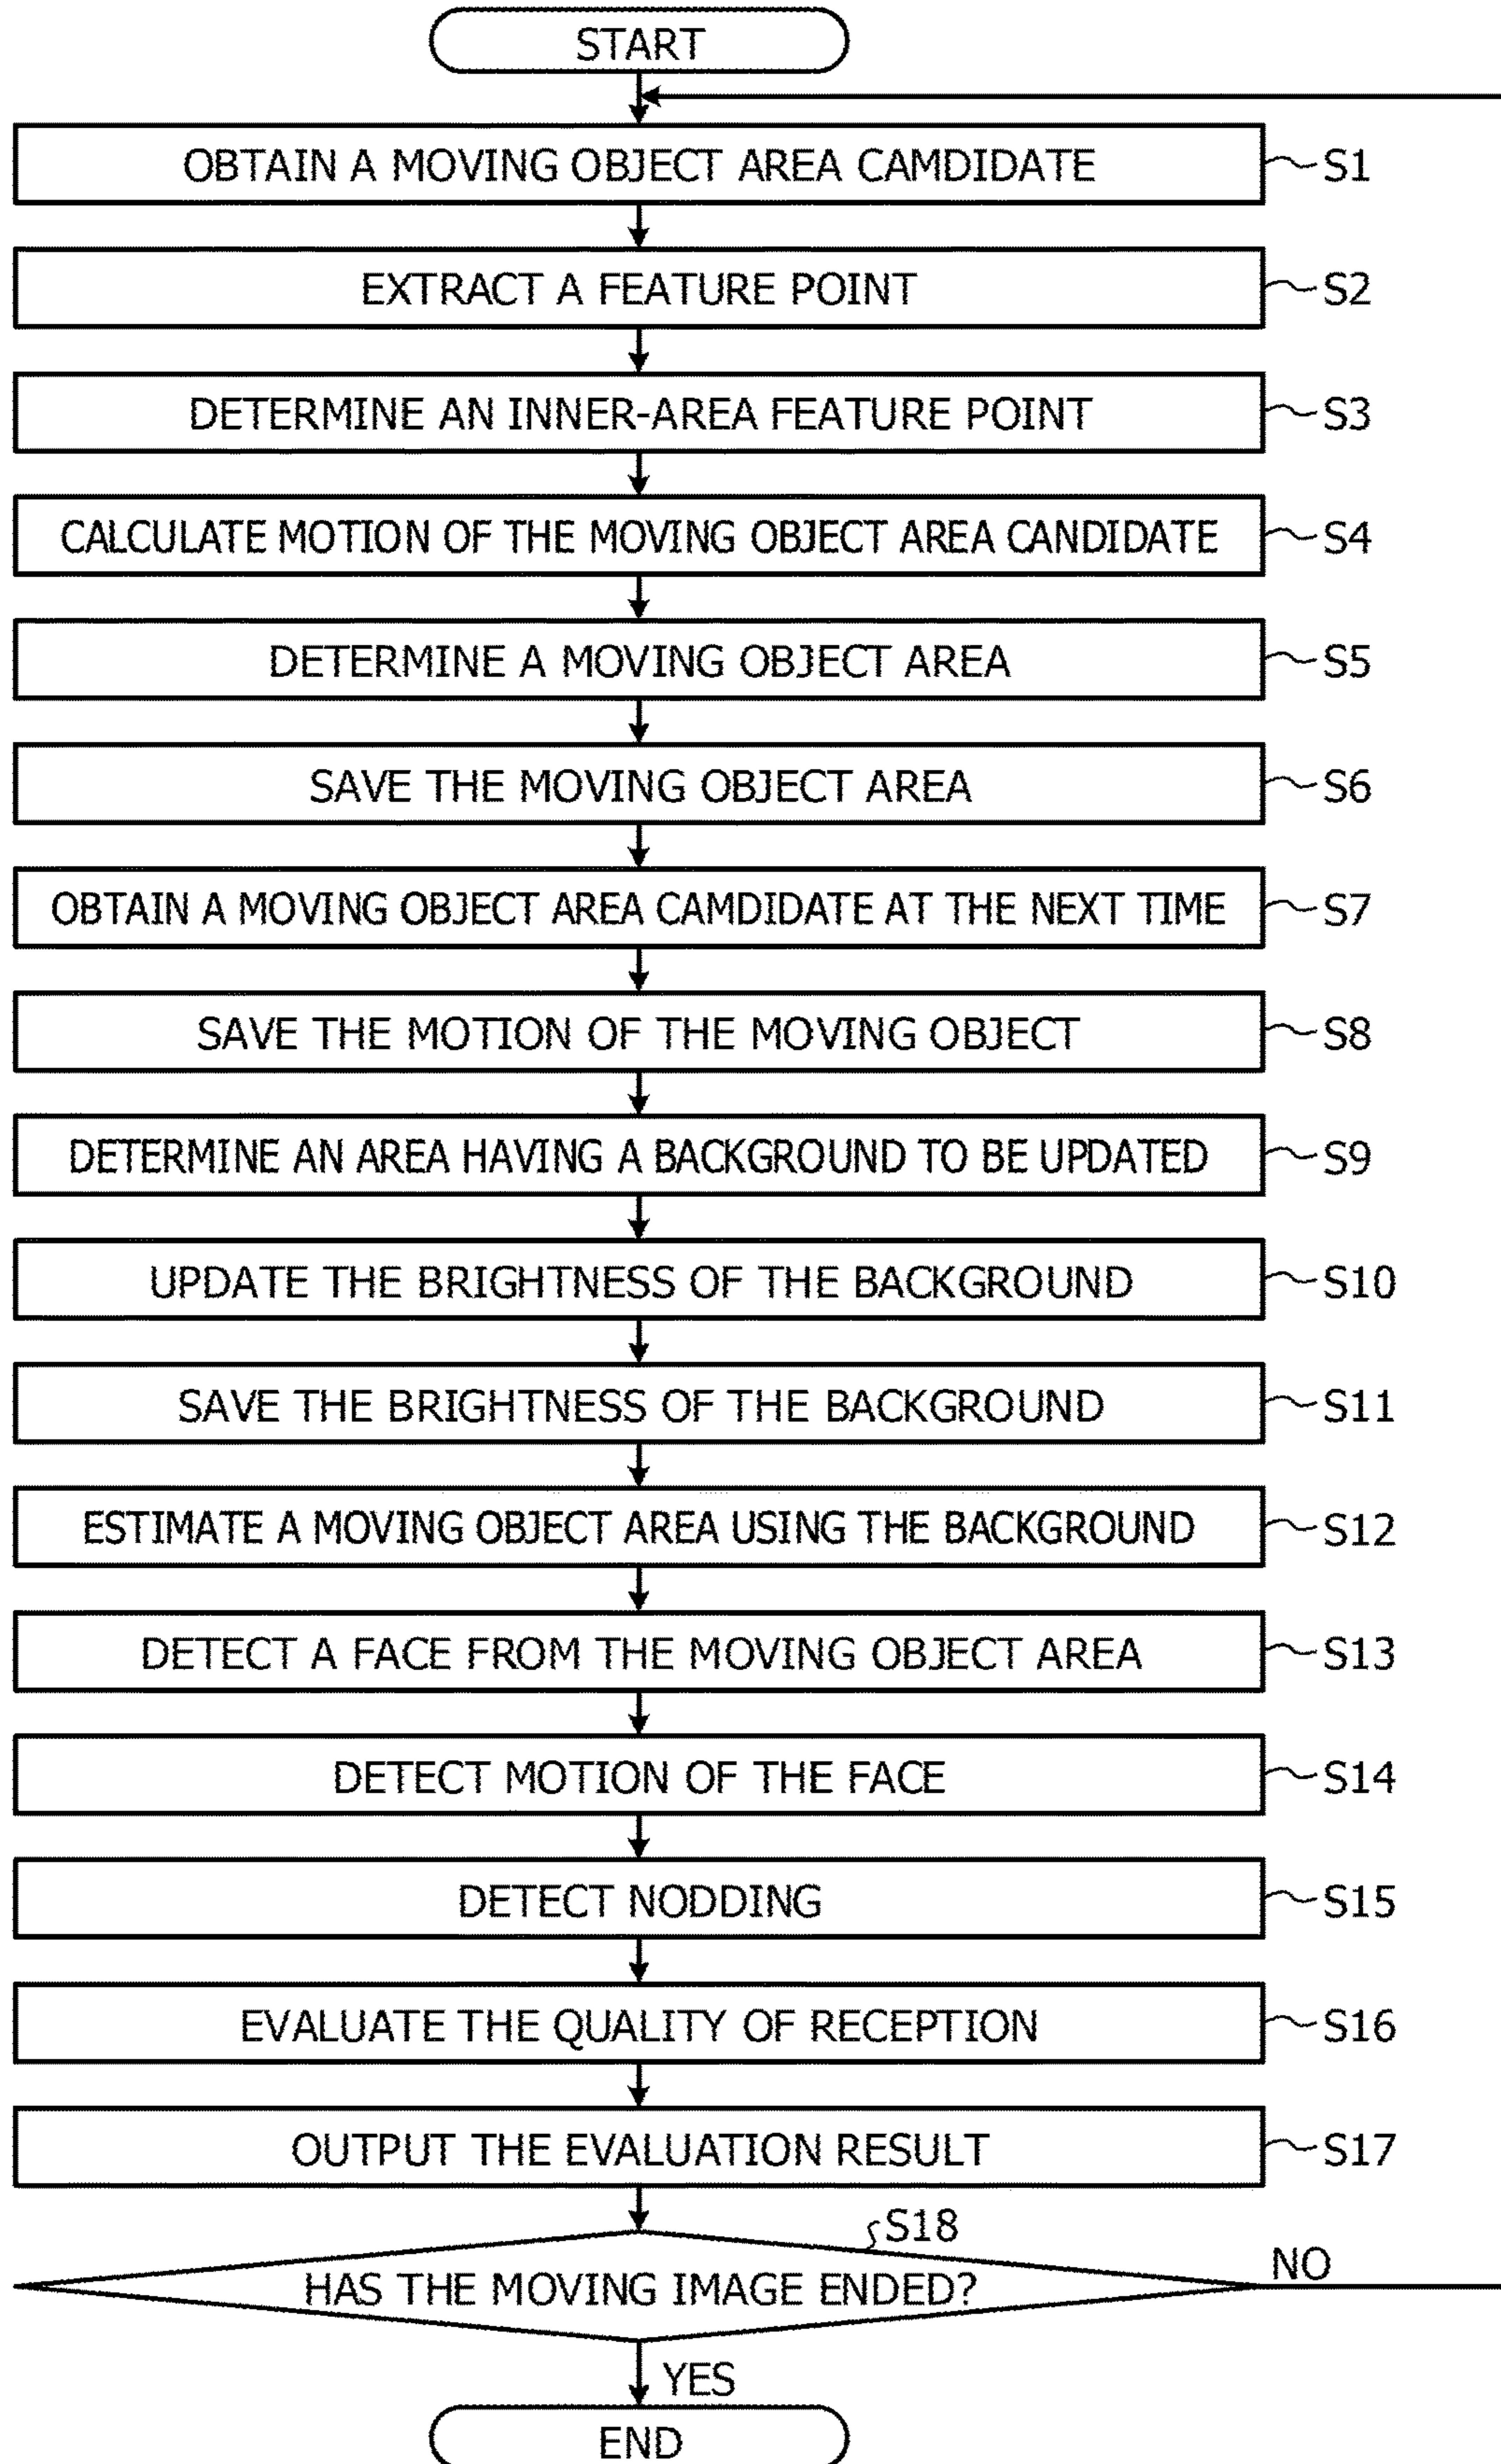 START
OBTAIN A MOVING OBJECT AREA CAMDIDATE
S1
EXTRACT A FEATURE POINT
S2
DETERMINE AN INNER-AREA FEATURE POINT
S3
CALCULATE MOTION OF THE MOVING OBJECT AREA CANDIDATE
S4
DETERMINE A MOVING OBJECT AREA
S5
SAVE THE MOVING OBJECT AREA
S6
OBTAIN A MOVING OBJECT AREA CAMDIDATE AT THE NEXT TIME
S7
SAVE THE MOTION OF THE MOVING OBJECT
S8
DETERMINE AN AREA HAVING A BACKGROUND TO BE UPDATED
S9
UPDATE THE BRIGHTNESS OF THE BACKGROUND
S10
SAVE THE BRIGHTNESS OF THE BACKGROUND
S11
ESTIMATE A MOVING OBJECT AREA USING THE BACKGROUND
S12
DETECT A FACE FROM THE MOVING OBJECT AREA
S13
DETECT MOTION OF THE FACE
S14
DETECT NODDING
S15
EVALUATE THE QUALITY OF RECEPTION
S16
OUTPUT THE EVALUATION RESULT
S17
S18
HAS THE MOVING IMAGE ENDED?
NO
YES
END